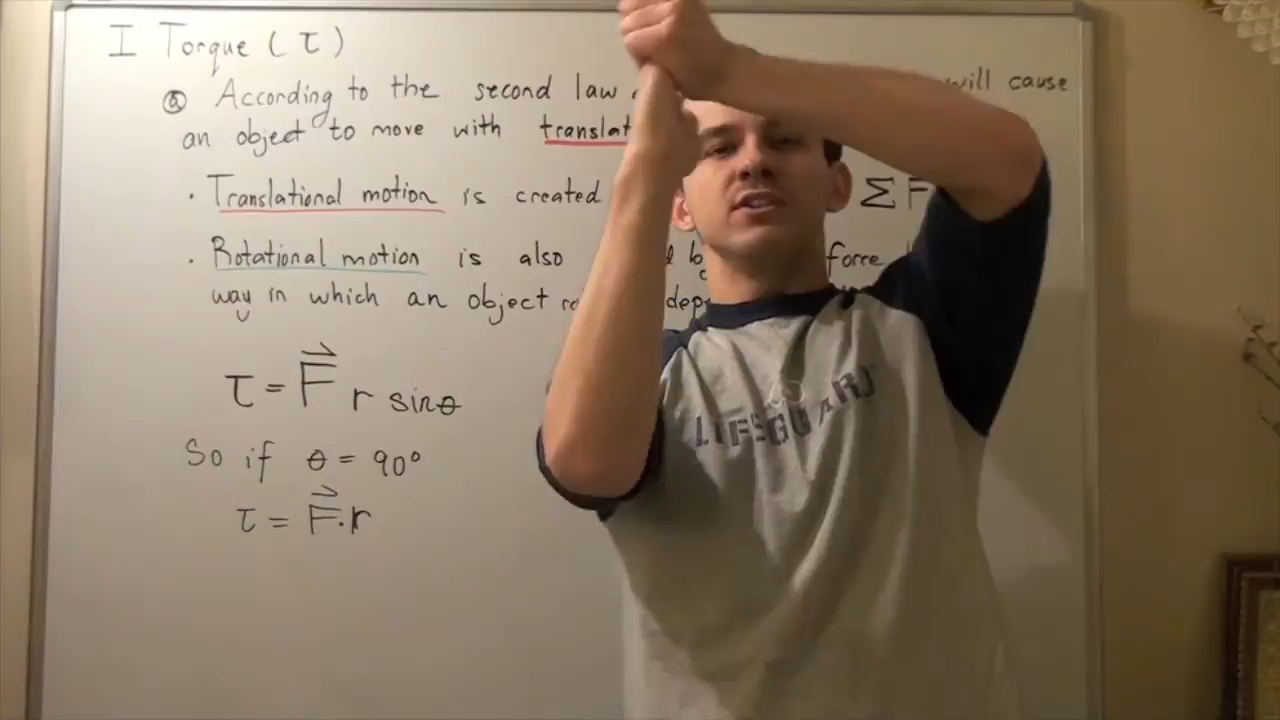 I Torque (τ)
ⓐ According to the second law will cause
an object to move with translat
· Translational motion is created ΣF
· Rotational motion is also force
way in which an object
τ = F⃗ r sinθ
So if θ = 90°
τ = F⃗·r
LIFEGUARD